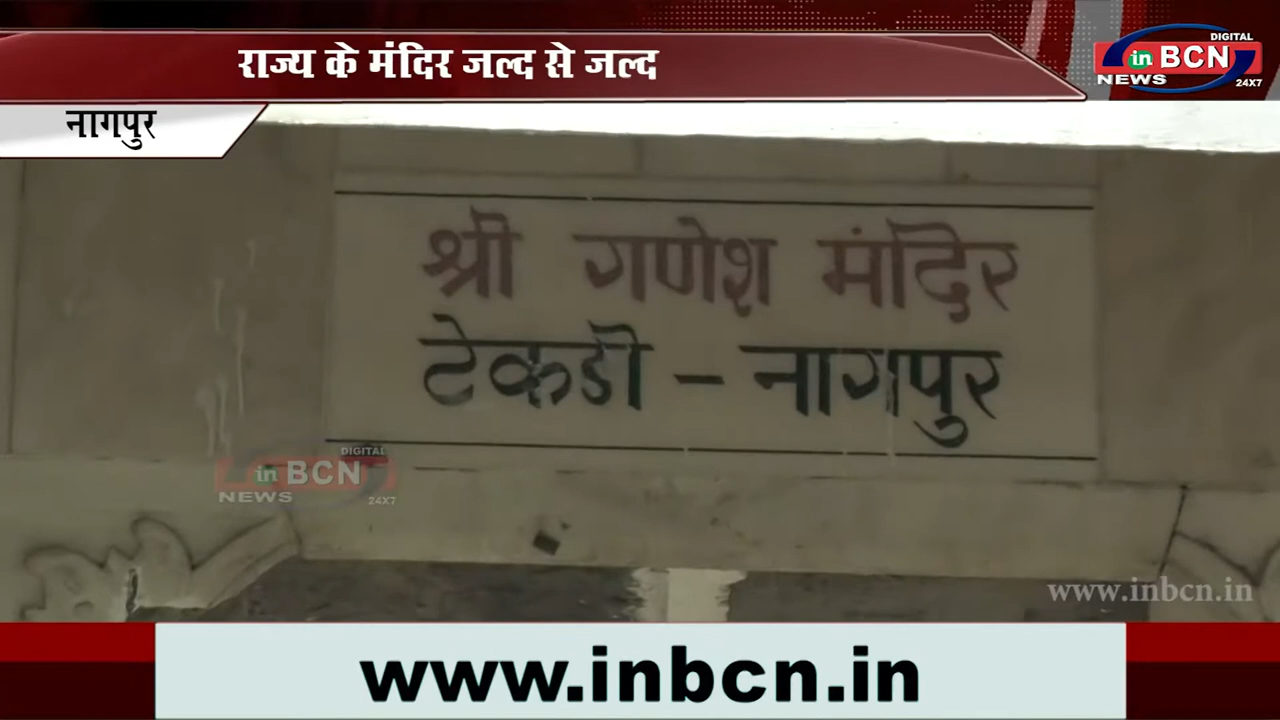 राज्य के मंदिर जल्द से जल्द
DIGITAL
in BCN
NEWS 24X7
नागपुर
श्री गणेश मंदिर
टेकडी - नागपुर
DIGITAL
in BCN
NEWS 24X7
www.inbcn.in
www.inbcn.in